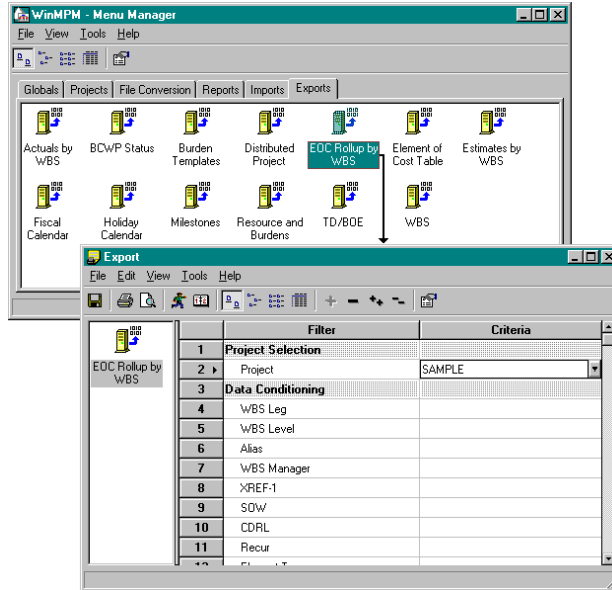 WinMPM - Menu Manager
File View Tools Help
Globals Projects File Conversion Reports Imports Exports
Actuals by WBS
BCWP Status
Burden Templates
Distributed Project
EOC Rollup by WBS
Element of Cost Table
Estimates by WBS
Fiscal Calendar
Holiday Calendar
Milestones
Resource and Burdens
TD/BOE
WBS
Export
File Edit View Tools Help
EOC Rollup by WBS
Filter Criteria
1 Project Selection
2 Project SAMPLE
3 Data Conditioning
4 WBS Leg
5 WBS Level
6 Alias
7 WBS Manager
8 XREF-1
9 SOW
10 CDRL
11 Recur